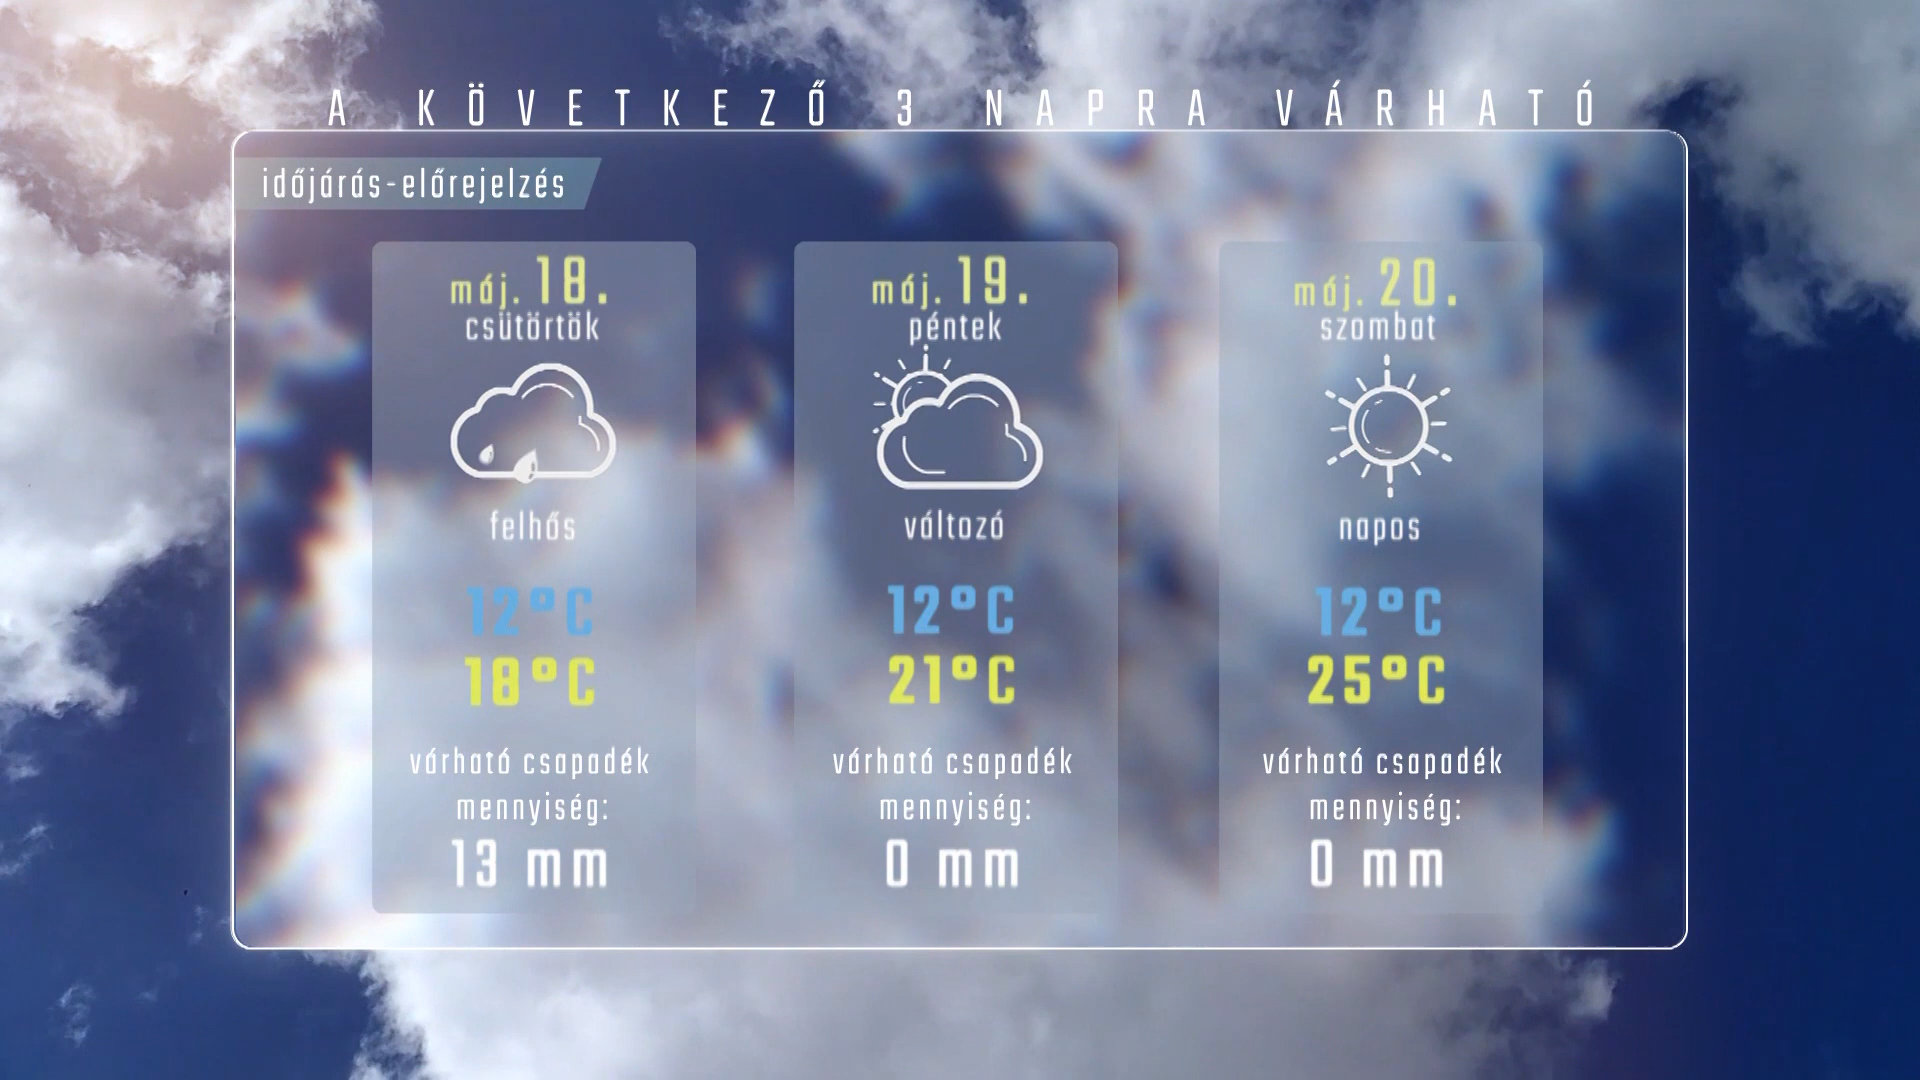 A KÖVETKEZŐ 3 NAPRA VÁRHATÓ
időjárás-előrejelzés
máj. 18.
csütörtök
felhős
12°C
18°C
várható csapadék
mennyiség:
13 mm
máj. 19.
péntek
változó
12°C
21°C
várható csapadék
mennyiség:
0 mm
máj. 20.
szombat
napos
12°C
25°C
várható csapadék
mennyiség:
0 mm